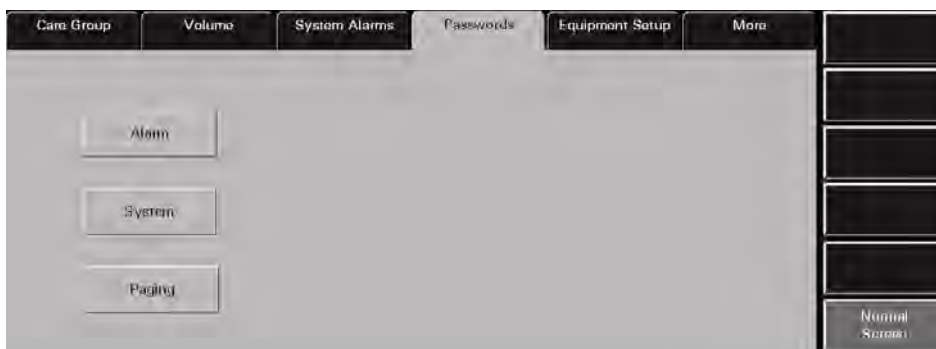 Care Group Volume System Alarms Passwords Equipment Setup More
Alarm
System
Paging
Normal
Screen